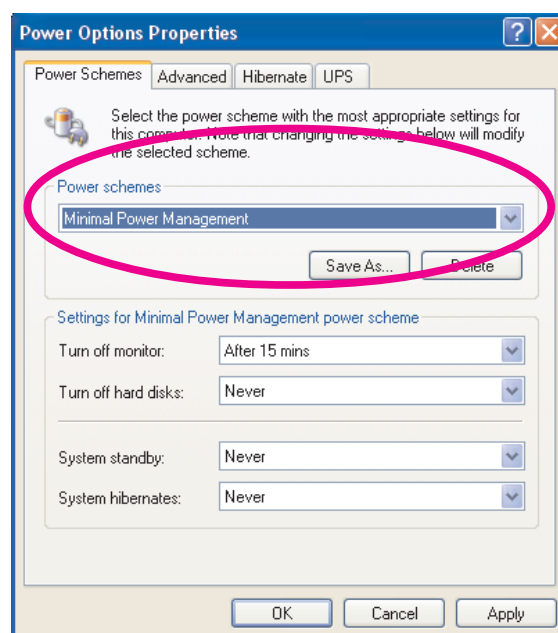 Power Options Properties
Power Schemes Advanced Hibernate UPS
Select the power scheme with the most appropriate settings for
this computer. Note that changing the settings below will modify
the selected scheme.
Power schemes
Minimal Power Management
Save As... Delete
Settings for Minimal Power Management power scheme
Turn off monitor: After 15 mins
Turn off hard disks: Never
System standby: Never
System hibernates: Never
OK Cancel Apply